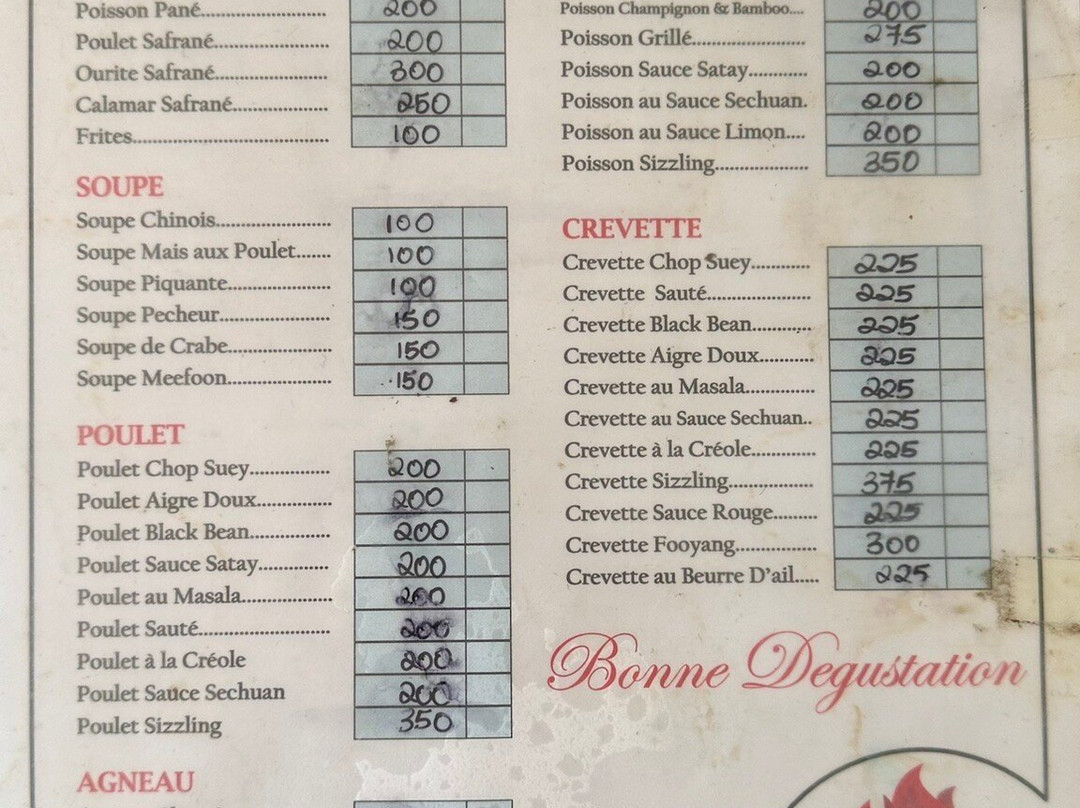 Poisson Pané.................... 200
Poulet Safrané.................. 200
Ourite Safrané.................. 300
Calamar Safrané................. 250
Frites.......................... 100
SOUPE
Soupe Chinois................... 100
Soupe Mais aux Poulet....... 100
Soupe Piquante.................. 100
Soupe Pecheur................... 150
Soupe de Crabe.................. 150
Soupe Meefoon................... 150
POULET
Poulet Chop Suey................ 200
Poulet Aigre Doux............... 200
Poulet Black Bean............... 200
Poulet Sauce Satay.............. 200
Poulet au Masala................ 200
Poulet Sauté.................... 200
Poulet à la Créole 200
Poulet Sauce Sechuan 200
Poulet Sizzling 350
AGNEAU
Poisson Champignon & Bamboo.... 200
Poisson Grillé.................. 275
Poisson Sauce Satay............ 200
Poisson au Sauce Sechuan. 200
Poisson au Sauce Limon.... 200
Poisson Sizzling................ 350
CREVETTE
Crevette Chop Suey............ 225
Crevette Sauté.................. 225
Crevette Black Bean............ 225
Crevette Aigre Doux........... 225
Crevette au Masala.............. 225
Crevette au Sauce Sechuan.. 225
Crevette à la Créole............. 225
Crevette Sizzling................ 375
Crevette Sauce Rouge......... 225
Crevette Fooyang................ 300
Crevette au Beurre D'ail..... 225
Bonne Degustation